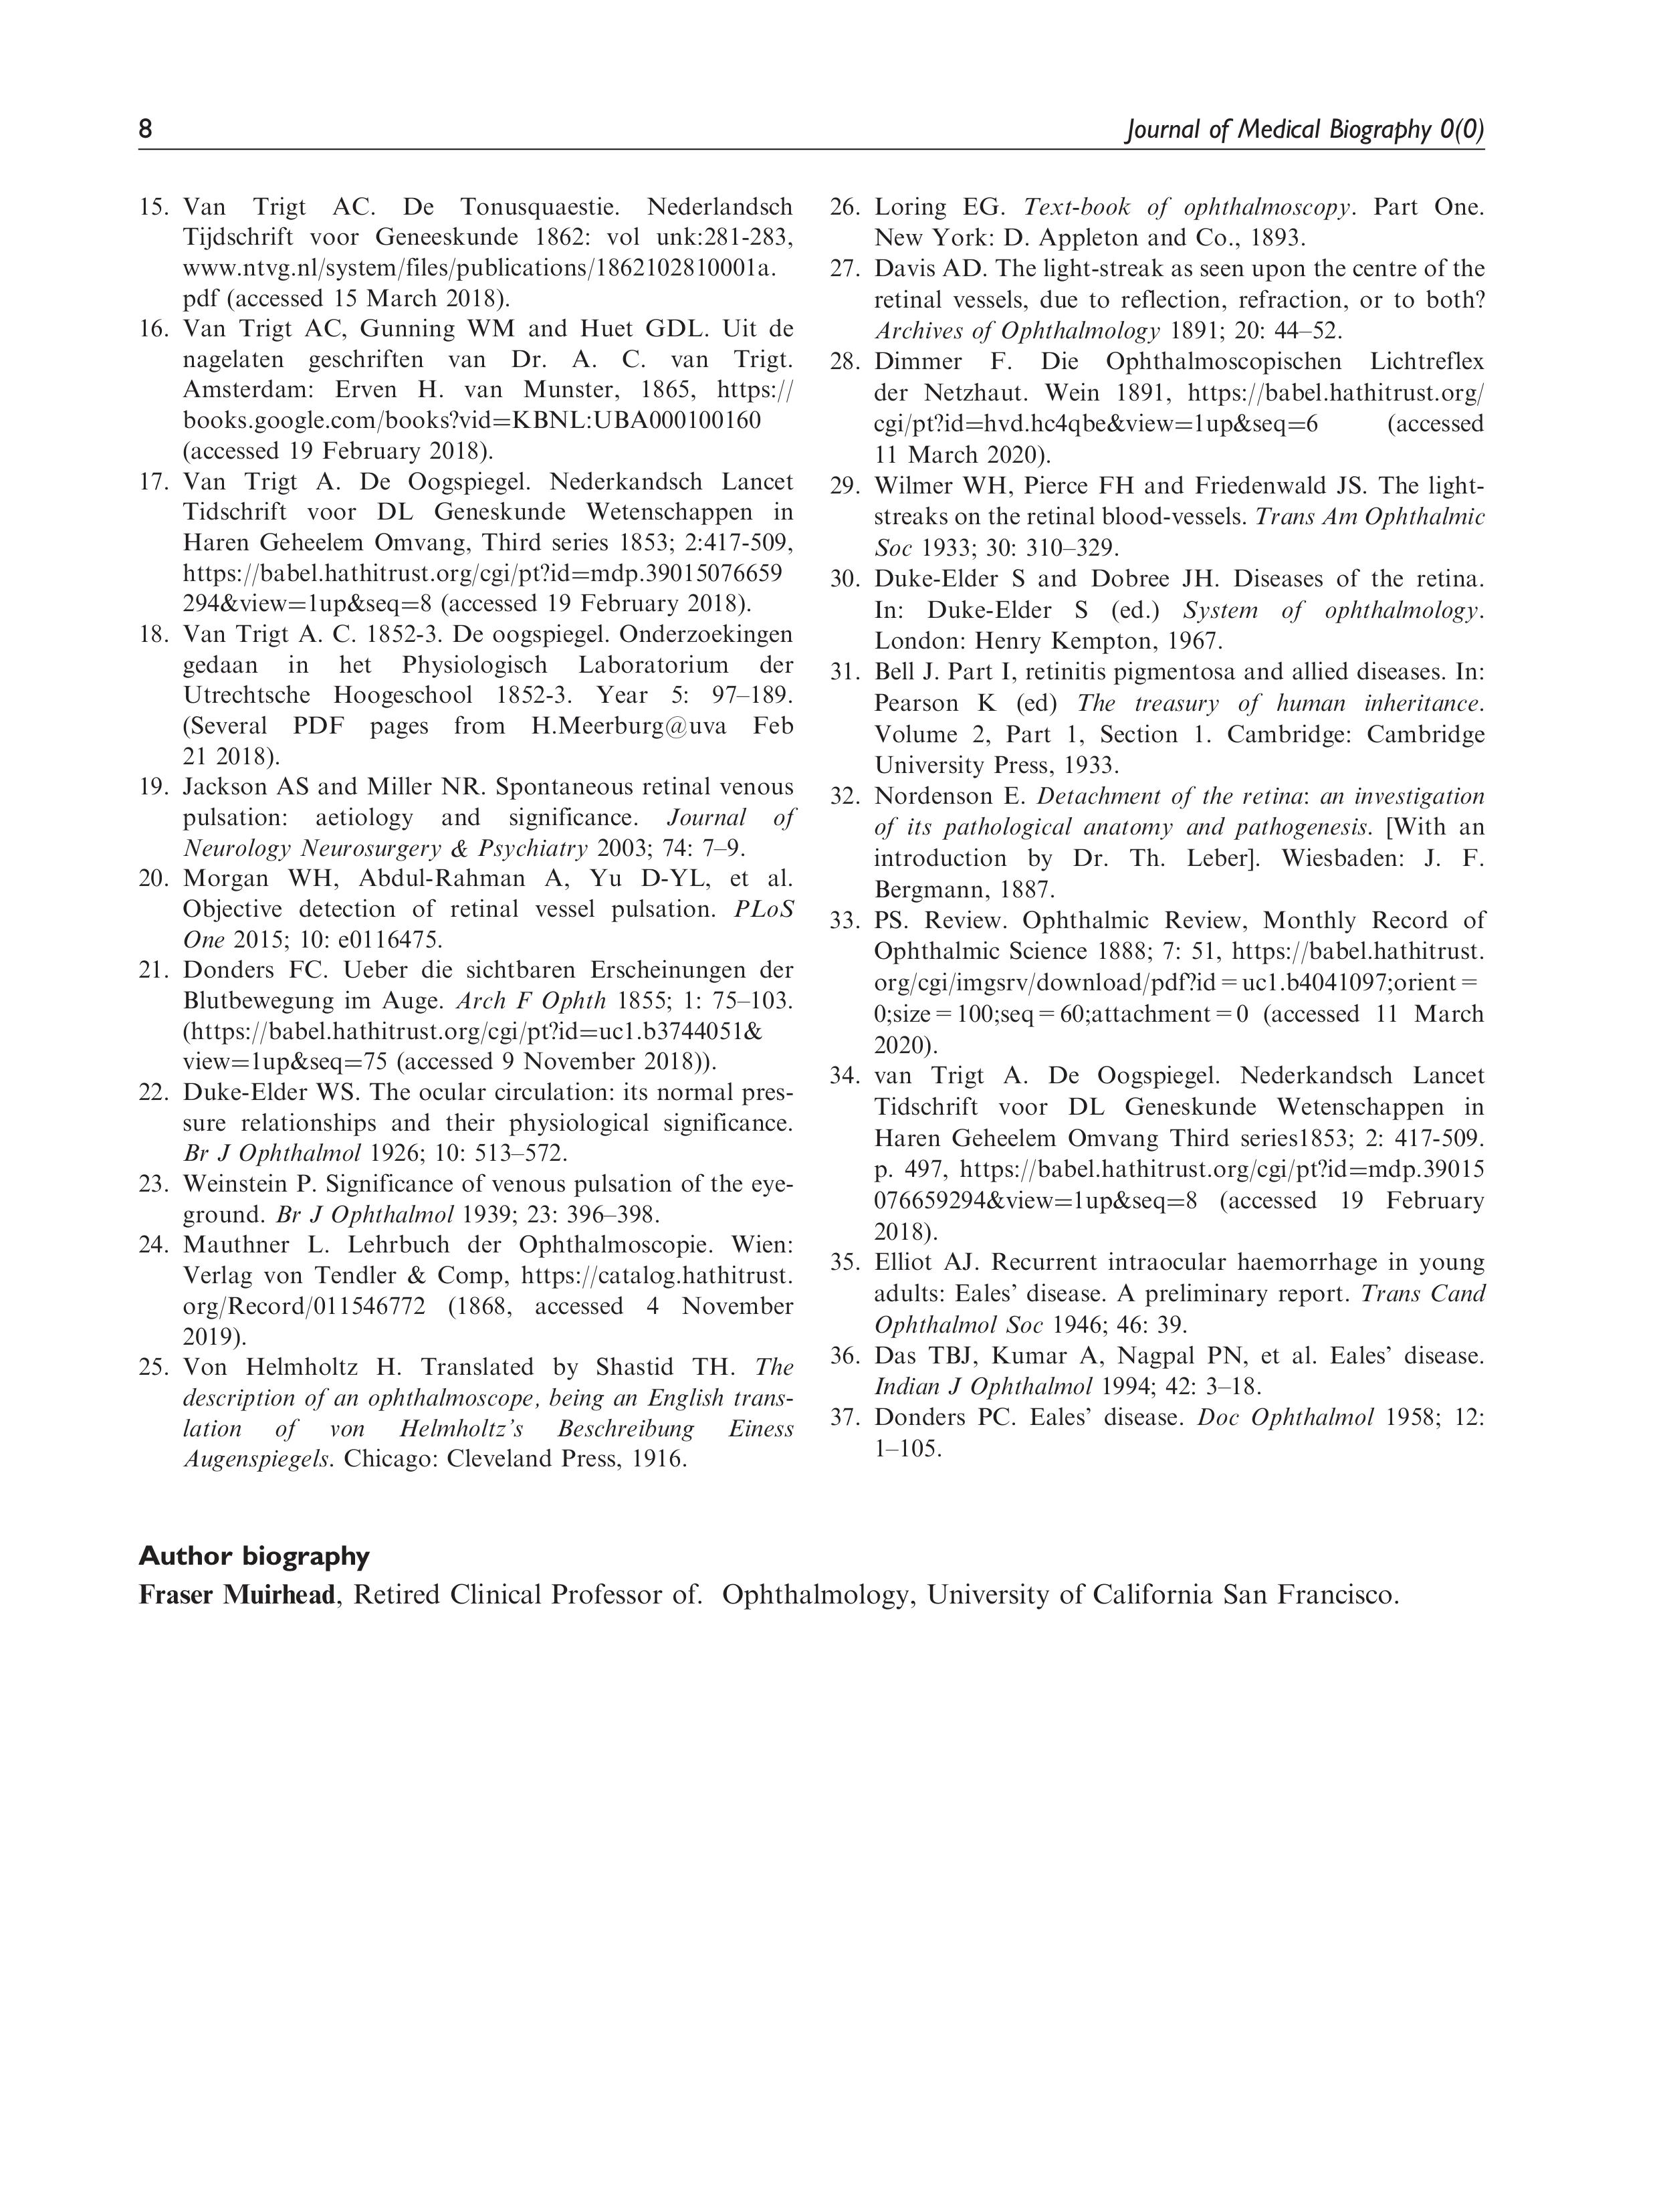 8
Journal of Medical Biography 0(0)
15. Van Trigt AC. De Tonusquaestie. Nederlandsch
Tijdschrift voor Geneeskunde 1862: vol unk:281-283,
www.ntvg.nl/system/files/publications/1862102810001a.
pdf (accessed 15 March 2018).
16. Van Trigt AC, Gunning WM and Huet GDL. Uit de
nagelaten geschriften van Dr. A. C. van Trigt.
Amsterdam: Erven H. van Munster, 1865, https://
books.google.com/books?vid=KBNL:UBA000100160
(accessed 19 February 2018).
17. Van Trigt A. De Oogspiegel. Nederkandsch Lancet
Tidschrift voor DL Geneskunde Wetenschappen in
Haren Geheelem Omvang, Third series 1853; 2:417-509,
https://babel.hathitrust.org/cgi/pt?id=mdp.39015076659
294&view=1up&seq=8 (accessed 19 February 2018).
18. Van Trigt A. C. 1852-3. De oogspiegel. Onderzoekingen
gedaan in het Physiologisch Laboratorium der
Utrechtsche Hoogeschool 1852-3. Year 5: 97–189.
(Several PDF pages from H.Meerburg@uva Feb
21 2018).
19. Jackson AS and Miller NR. Spontaneous retinal venous
pulsation: aetiology and significance. Journal of
Neurology Neurosurgery & Psychiatry 2003; 74: 7–9.
20. Morgan WH, Abdul-Rahman A, Yu D-YL, et al.
Objective detection of retinal vessel pulsation. PLoS
One 2015; 10: e0116475.
21. Donders FC. Ueber die sichtbaren Erscheinungen der
Blutbewegung im Auge. Arch F Ophth 1855; 1: 75–103.
(https://babel.hathitrust.org/cgi/pt?id=uc1.b3744051&
view=1up&seq=75 (accessed 9 November 2018)).
22. Duke-Elder WS. The ocular circulation: its normal pres-
sure relationships and their physiological significance.
Br J Ophthalmol 1926; 10: 513–572.
23. Weinstein P. Significance of venous pulsation of the eye-
ground. Br J Ophthalmol 1939; 23: 396–398.
24. Mauthner L. Lehrbuch der Ophthalmoscopie. Wien:
Verlag von Tendler & Comp, https://catalog.hathitrust.
org/Record/011546772 (1868, accessed 4 November
2019).
25. Von Helmholtz H. Translated by Shastid TH. The
description of an ophthalmoscope, being an English trans-
lation of von Helmholtz's Beschreibung Einess
Augenspiegels. Chicago: Cleveland Press, 1916.
26. Loring EG. Text-book of ophthalmoscopy. Part One.
New York: D. Appleton and Co., 1893.
27. Davis AD. The light-streak as seen upon the centre of the
retinal vessels, due to reflection, refraction, or to both?
Archives of Ophthalmology 1891; 20: 44–52.
28. Dimmer F. Die Ophthalmoscopischen Lichtreflex
der Netzhaut. Wein 1891, https://babel.hathitrust.org/
cgi/pt?id=hvd.hc4qbe&view=1up&seq=6 (accessed
11 March 2020).
29. Wilmer WH, Pierce FH and Friedenwald JS. The light-
streaks on the retinal blood-vessels. Trans Am Ophthalmic
Soc 1933; 30: 310–329.
30. Duke-Elder S and Dobree JH. Diseases of the retina.
In: Duke-Elder S (ed.) System of ophthalmology.
London: Henry Kempton, 1967.
31. Bell J. Part I, retinitis pigmentosa and allied diseases. In:
Pearson K (ed) The treasury of human inheritance.
Volume 2, Part 1, Section 1. Cambridge: Cambridge
University Press, 1933.
32. Nordenson E. Detachment of the retina: an investigation
of its pathological anatomy and pathogenesis. [With an
introduction by Dr. Th. Leber]. Wiesbaden: J. F.
Bergmann, 1887.
33. PS. Review. Ophthalmic Review, Monthly Record of
Ophthalmic Science 1888; 7: 51, https://babel.hathitrust.
org/cgi/imgsrv/download/pdf?id=uc1.b4041097;orient=
0;size=100;seq=60;attachment=0 (accessed 11 March
2020).
34. van Trigt A. De Oogspiegel. Nederkandsch Lancet
Tidschrift voor DL Geneskunde Wetenschappen in
Haren Geheelem Omvang Third series1853; 2: 417-509.
p. 497, https://babel.hathitrust.org/cgi/pt?id=mdp.39015
076659294&view=1up&seq=8 (accessed 19 February
2018).
35. Elliot AJ. Recurrent intraocular haemorrhage in young
adults: Eales' disease. A preliminary report. Trans Cand
Ophthalmol Soc 1946; 46: 39.
36. Das TBJ, Kumar A, Nagpal PN, et al. Eales' disease.
Indian J Ophthalmol 1994; 42: 3–18.
37. Donders PC. Eales' disease. Doc Ophthalmol 1958; 12:
1–105.
Author biography
Fraser Muirhead, Retired Clinical Professor of. Ophthalmology, University of California San Francisco.